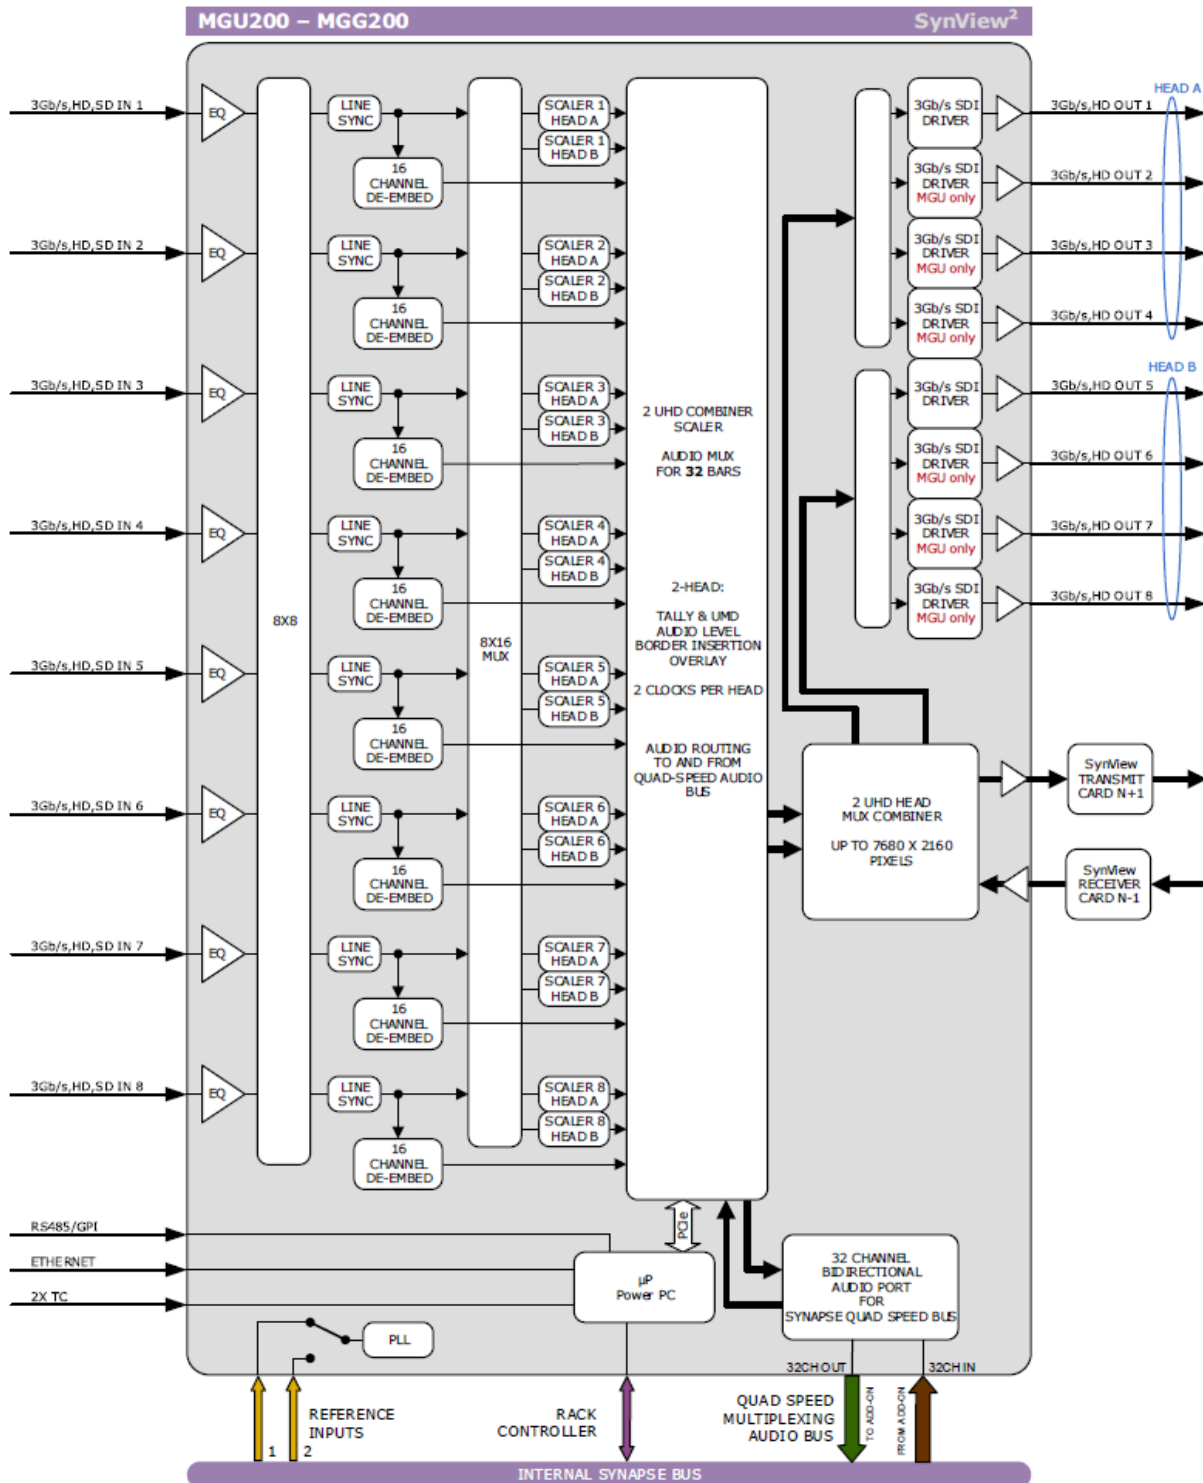 MGU200 – MGG200
SynView2
3Gb/s,HD,SD IN 1
EQ
LINE
SYNC
16
CHANNEL
DE-EMBED
SCALER 1
HEAD A
SCALER 1
HEAD B
3Gb/s,HD,SD IN 2
EQ
LINE
SYNC
16
CHANNEL
DE-EMBED
SCALER 2
HEAD A
SCALER 2
HEAD B
3Gb/s,HD,SD IN 3
EQ
LINE
SYNC
16
CHANNEL
DE-EMBED
SCALER 3
HEAD A
SCALER 3
HEAD B
3Gb/s,HD,SD IN 4
EQ
LINE
SYNC
16
CHANNEL
DE-EMBED
SCALER 4
HEAD A
SCALER 4
HEAD B
8X8
8X16
MUX
3Gb/s,HD,SD IN 5
EQ
LINE
SYNC
16
CHANNEL
DE-EMBED
SCALER 5
HEAD A
SCALER 5
HEAD B
3Gb/s,HD,SD IN 6
EQ
LINE
SYNC
16
CHANNEL
DE-EMBED
SCALER 6
HEAD A
SCALER 6
HEAD B
3Gb/s,HD,SD IN 7
EQ
LINE
SYNC
16
CHANNEL
DE-EMBED
SCALER 7
HEAD A
SCALER 7
HEAD B
3Gb/s,HD,SD IN 8
EQ
LINE
SYNC
16
CHANNEL
DE-EMBED
SCALER 8
HEAD A
SCALER 8
HEAD B
2 UHD COMBINER
SCALER
AUDIO MUX
FOR 32 BARS
2-HEAD:
TALLY & UMD
AUDIO LEVEL
BORDER INSERTION
OVERLAY
2 CLOCKS PER HEAD
AUDIO ROUTING
TO AND FROM
QUAD-SPEED AUDIO
BUS
HEAD A
3Gb/s SDI
DRIVER
3Gb/s,HD OUT 1
3Gb/s SDI
DRIVER
MGU only
3Gb/s,HD OUT 2
3Gb/s SDI
DRIVER
MGU only
3Gb/s,HD OUT 3
3Gb/s SDI
DRIVER
MGU only
3Gb/s,HD OUT 4
HEAD B
3Gb/s SDI
DRIVER
3Gb/s,HD OUT 5
3Gb/s SDI
DRIVER
MGU only
3Gb/s,HD OUT 6
3Gb/s SDI
DRIVER
MGU only
3Gb/s,HD OUT 7
3Gb/s SDI
DRIVER
MGU only
3Gb/s,HD OUT 8
2 UHD HEAD
MUX COMBINER
UP TO 7680 X 2160
PIXELS
SynView
TRANSMIT
CARD N+1
SynView
RECEIVER
CARD N-1
RS485/GPI
ETHERNET
2X TC
PCIe
µP
Power PC
PLL
32 CHANNEL
BIDIRECTIONAL
AUDIO PORT
FOR
SYNAPSE QUAD SPEED BUS
32CH OUT
32CH IN
1
2
REFERENCE
INPUTS
RACK
CONTROLLER
QUAD SPEED
MULTIPLEXING
AUDIO BUS
TO ADD-ON
FROM ADD-ON
INTERNAL SYNAPSE BUS